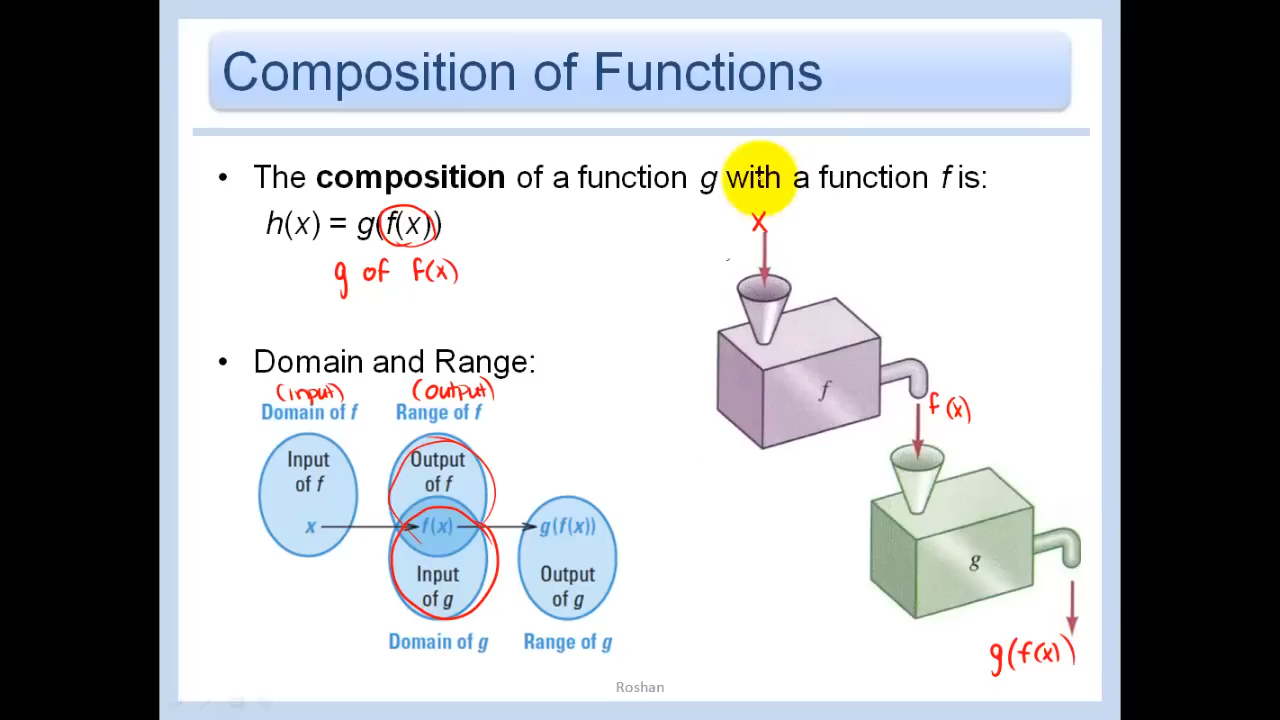 Composition of Functions
• The composition of a function g with a function f is:
h(x) = g(f(x))
g of f(x)
x
f
f(x)
g
g(f(x))
• Domain and Range:
(input) (output)
Domain of f Range of f
Input Output
of f of f
x f(x) g(f(x))
Input Output
of g of g
Domain of g Range of g
Roshan